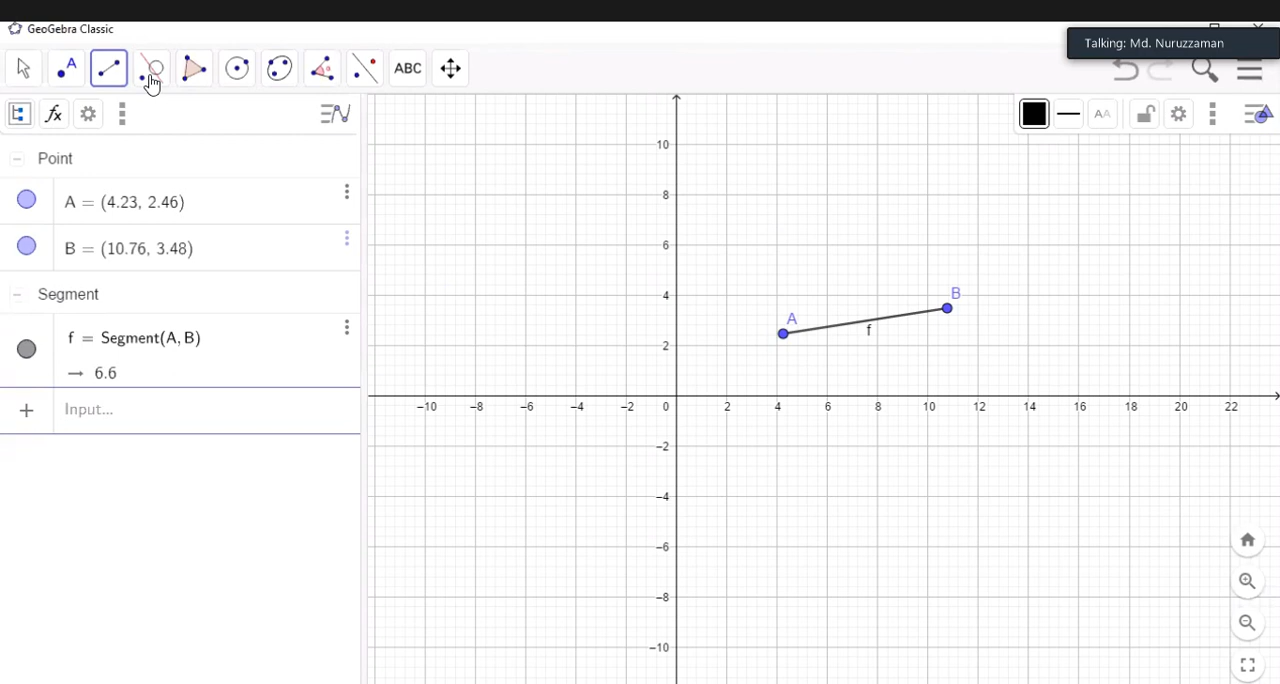 GeoGebra Classic
Talking: Md. Nuruzzaman
A
ABC
fx
AA
Point
A = (4.23, 2.46)
B = (10.76, 3.48)
Segment
f = Segment(A, B)
→ 6.6
+ Input...
10
8
6
4
2
B
A
f
−10 −8 −6 −4 −2 0 2 4 6 8 10 12 14 16 18 20 22
−2
−4
−6
−8
−10